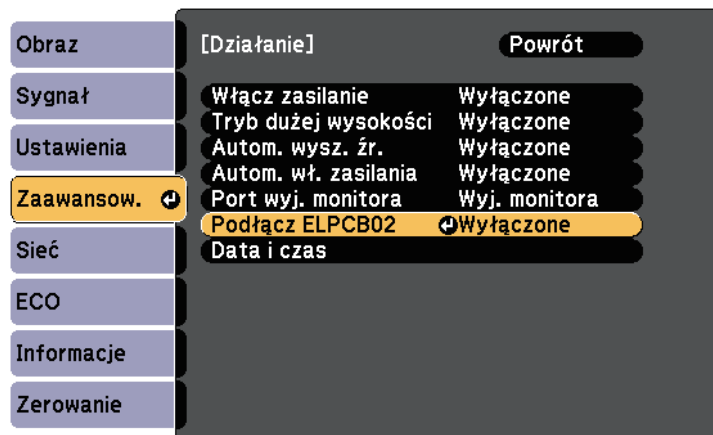 Obraz
Sygnał
Ustawienia
Zaawansow.
Sieć
ECO
Informacje
Zerowanie
[Działanie] Powrót
Włącz zasilanie Wyłączone
Tryb dużej wysokości Wyłączone
Autom. wysz. źr. Wyłączone
Autom. wł. zasilania Wyłączone
Port wyj. monitora Wyj. monitora
Podłącz ELPCB02 Wyłączone
Data i czas